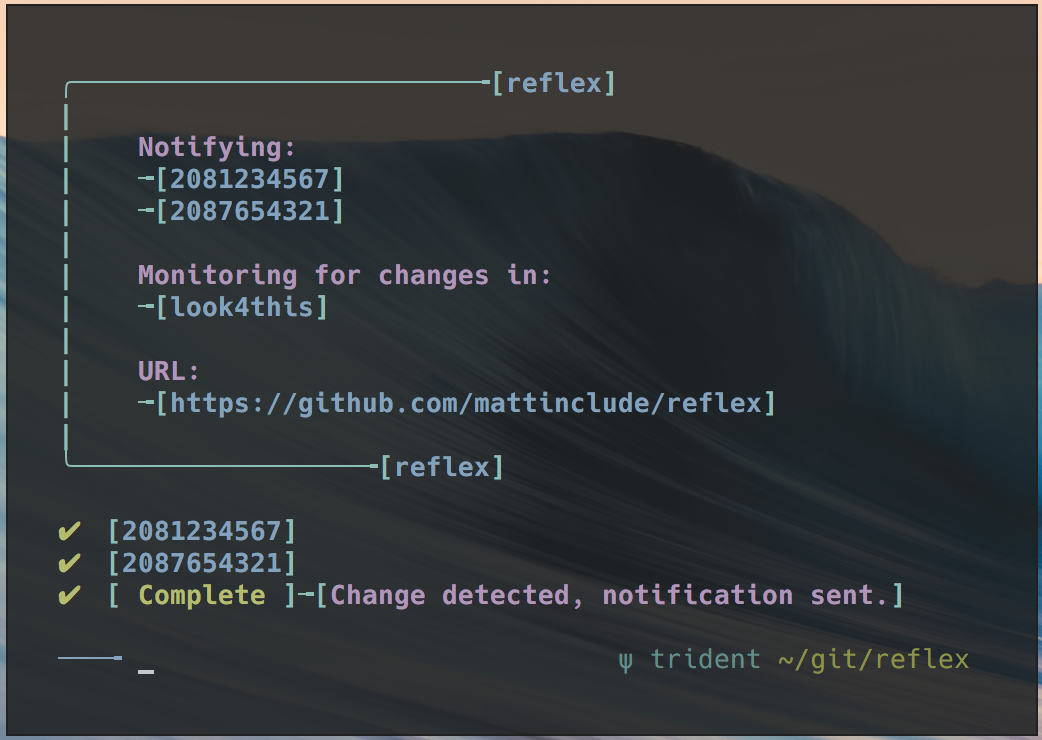 [reflex]
Notifying:
[2081234567]
[2087654321]
Monitoring for changes in:
[look4this]
URL:
[https://github.com/mattinclude/reflex]
[reflex]
✔ [2081234567]
✔ [2087654321]
✔ [ Complete ]╼[Change detected, notification sent.]
ψ trident ~/git/reflex